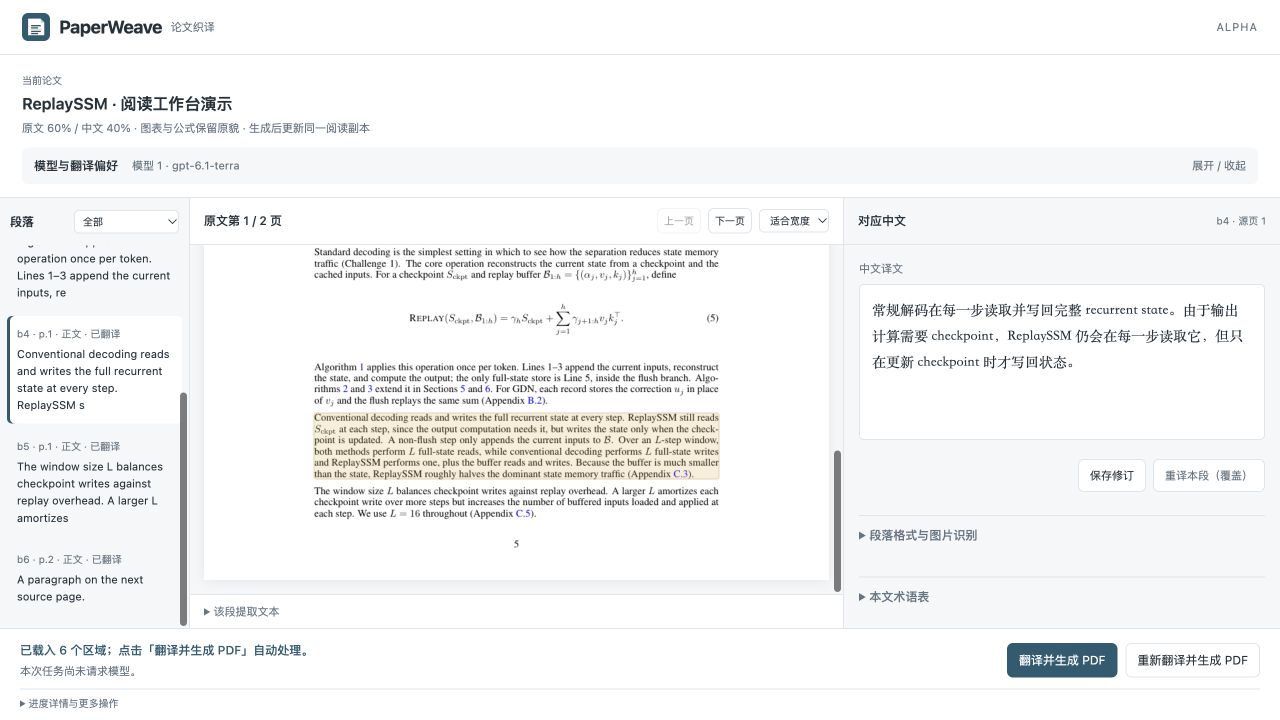 PaperWeave 论文织译
ALPHA
当前论文
ReplaySSM · 阅读工作台演示
原文 60% / 中文 40% · 图表与公式保留原貌 · 生成后更新同一阅读副本
模型与翻译偏好 模型 1 · gpt-6.1-terra
展开 / 收起
段落 全部
operation once per token.
Lines 1–3 append the current
inputs, re
b4 · p.1 · 正文 · 已翻译
Conventional decoding reads
and writes the full recurrent
state at every step.
ReplaySSM s
b5 · p.1 · 正文 · 已翻译
The window size L balances
checkpoint writes against
replay overhead. A larger L
amortizes
b6 · p.2 · 正文 · 已翻译
A paragraph on the next
source page.
原文第 1 / 2 页
上一页 下一页 适合宽度
Standard decoding is the simplest setting in which to see how the separation reduces state memory
traffic (Challenge 1). The core operation reconstructs the current state from a checkpoint and the
cached inputs. For a checkpoint S_ckpt and replay buffer B_{1:h} = {(α_j, v_j, k_j)}_{j=1}^h, define
REPLAY(S_ckpt, B_{1:h}) = γ_h S_ckpt + ∑_{j=1}^h γ_{j+1:h} v_j k_j^⊤. (5)
Algorithm 1 applies this operation once per token. Lines 1–3 append the current inputs, reconstruct
the state, and compute the output; the only full-state store is Line 5, inside the flush branch. Algo-
rithms 2 and 3 extend it in Sections 5 and 6. For GDN, each record stores the correction u_j in place
of v_j and the flush replays the same sum (Appendix B.2).
Conventional decoding reads and writes the full recurrent state at every step. ReplaySSM still reads
S_ckpt at each step, since the output computation needs it, but writes the state only when the check-
point is updated. A non-flush step only appends the current inputs to B. Over an L-step window,
both methods perform L full-state reads, while conventional decoding performs L full-state writes
and ReplaySSM performs one, plus the buffer reads and writes. Because the buffer is much smaller
than the state, ReplaySSM roughly halves the dominant state memory traffic (Appendix C.3).
The window size L balances checkpoint writes against replay overhead. A larger L amortizes each
checkpoint write over more steps but increases the number of buffered inputs loaded and applied at
each step. We use L = 16 throughout (Appendix C.5).
5
▶ 该段提取文本
对应中文
b4 · 源页 1
中文译文
常规解码在每一步读取并写回完整 recurrent state。由于输出
计算需要 checkpoint，ReplaySSM 仍会在每一步读取它，但只
在更新 checkpoint 时才写回状态。
保存修订 重译本段（覆盖）
▶ 段落格式与图片识别
▶ 本文术语表
已载入 6 个区域；点击「翻译并生成 PDF」自动处理。
本次任务尚未请求模型。
翻译并生成 PDF 重新翻译并生成 PDF
▶ 进度详情与更多操作